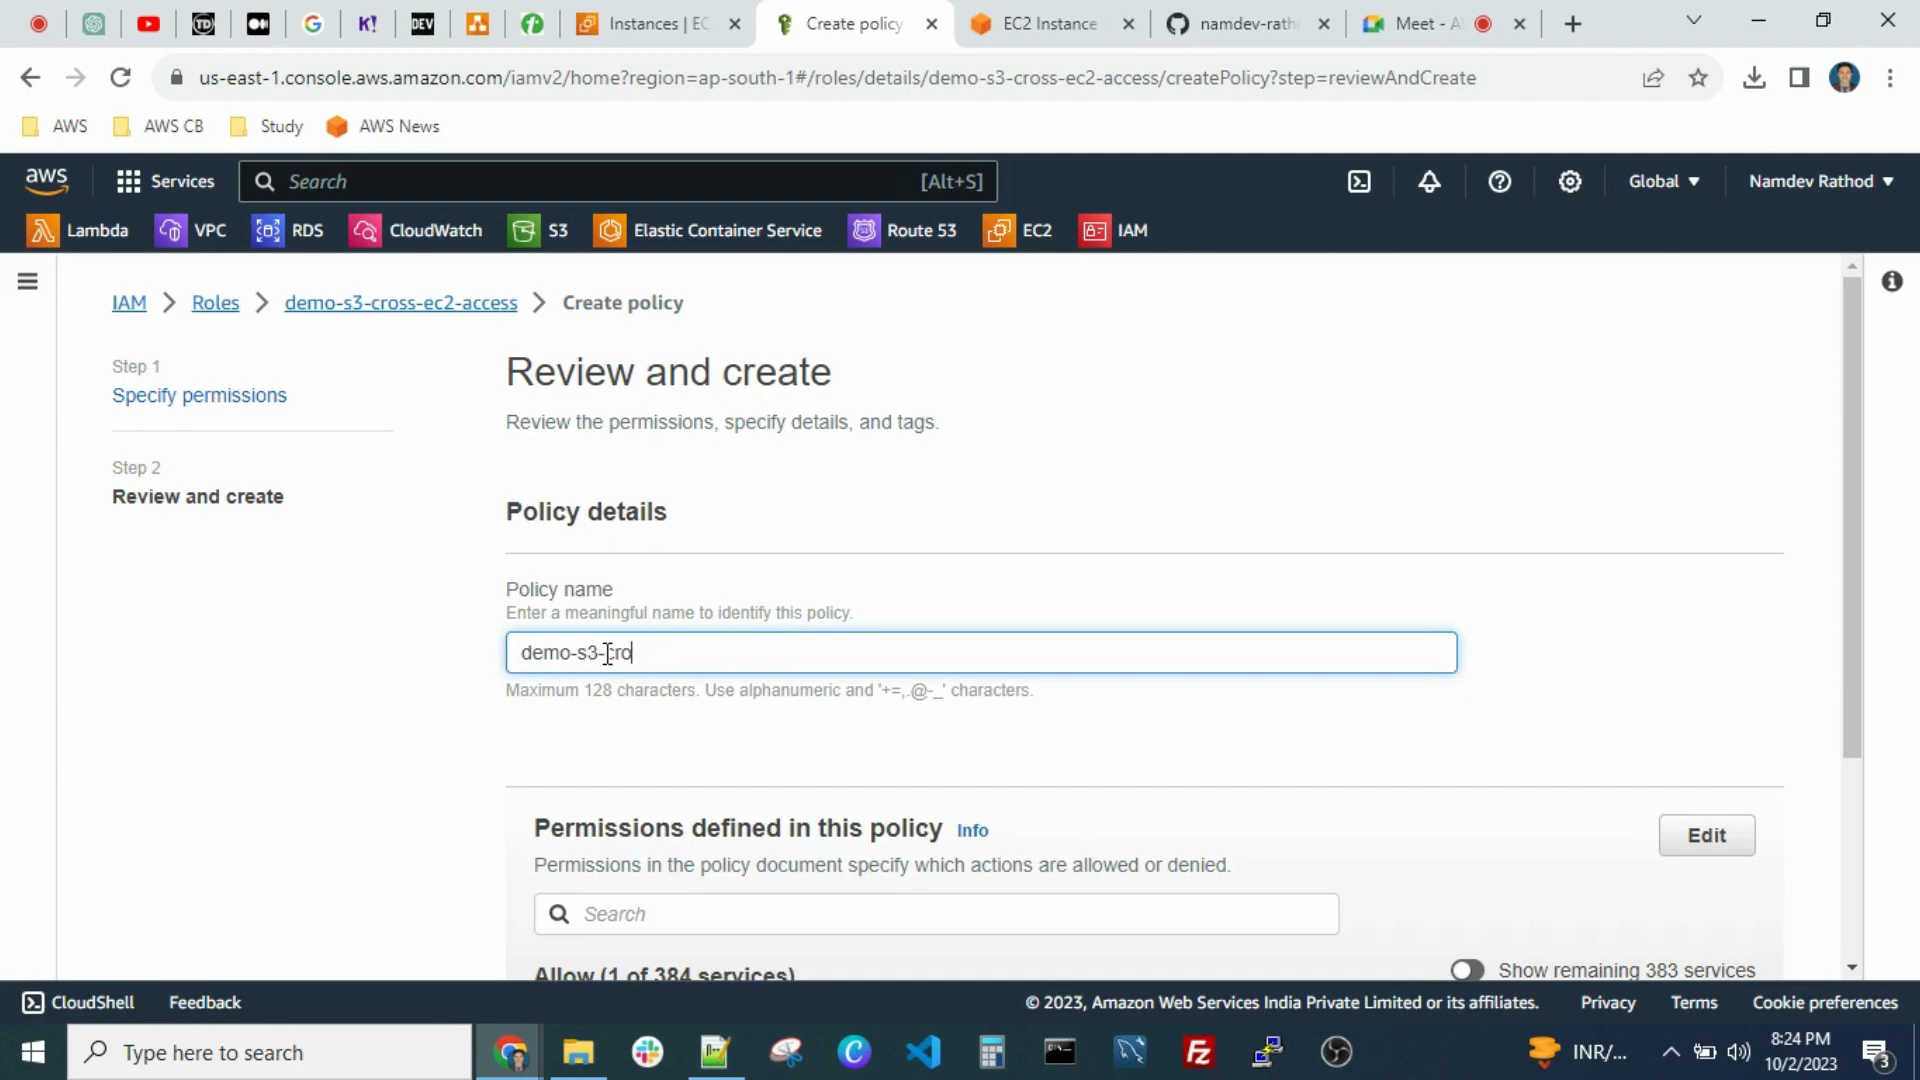 Instances | EC
Create policy
EC2 Instance
namdev-rath
Meet - A
us-east-1.console.aws.amazon.com/iamv2/home?region=ap-south-1#/roles/details/demo-s3-cross-ec2-access/createPolicy?step=reviewAndCreate
AWS
AWS CB
Study
AWS News
aws
Services
Search
[Alt+S]
Global
Namdev Rathod
Lambda
VPC
RDS
CloudWatch
S3
Elastic Container Service
Route 53
EC2
IAM
IAM
Roles
demo-s3-cross-ec2-access
Create policy
Step 1
Specify permissions
Step 2
Review and create
Review and create
Review the permissions, specify details, and tags.
Policy details
Policy name
Enter a meaningful name to identify this policy.
demo-s3-cro
Maximum 128 characters. Use alphanumeric and '+=,.@-_' characters.
Permissions defined in this policy
Info
Edit
Permissions in the policy document specify which actions are allowed or denied.
Search
Allow (1 of 384 services)
Show remaining 383 services
CloudShell
Feedback
© 2023, Amazon Web Services India Private Limited or its affiliates.
Privacy
Terms
Cookie preferences
Type here to search
INR/...
8:24 PM
10/2/2023
3